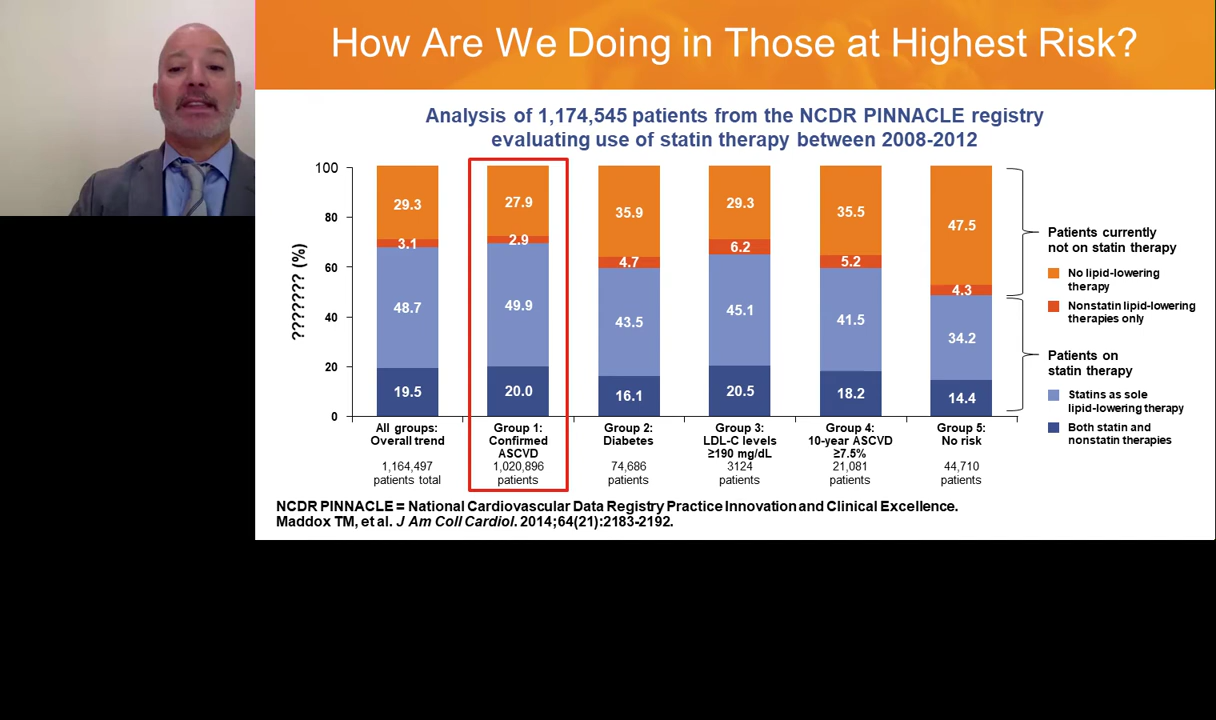 How Are We Doing in Those at Highest Risk?
Analysis of 1,174,545 patients from the NCDR PINNACLE registry
evaluating use of statin therapy between 2008-2012
??????? (%)
100
80
60
40
20
0
29.3
3.1
48.7
19.5
27.9
2.9
49.9
20.0
35.9
4.7
43.5
16.1
29.3
6.2
45.1
20.5
35.5
5.2
41.5
18.2
47.5
4.3
34.2
14.4
All groups:
Overall trend
1,164,497
patients total
Group 1:
Confirmed
ASCVD
1,020,896
patients
Group 2:
Diabetes
74,686
patients
Group 3:
LDL-C levels
≥190 mg/dL
3124
patients
Group 4:
10-year ASCVD
≥7.5%
21,081
patients
Group 5:
No risk
44,710
patients
Patients currently
not on statin therapy
No lipid-lowering
therapy
Nonstatin lipid-lowering
therapies only
Patients on
statin therapy
Statins as sole
lipid-lowering therapy
Both statin and
nonstatin therapies
NCDR PINNACLE = National Cardiovascular Data Registry Practice Innovation and Clinical Excellence.
Maddox TM, et al. J Am Coll Cardiol. 2014;64(21):2183-2192.